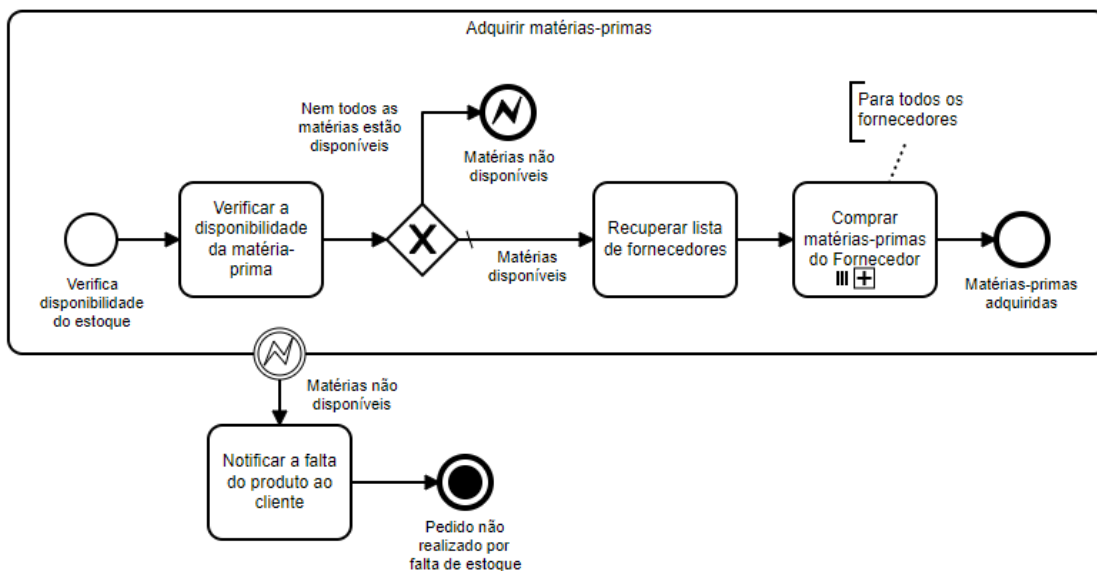 Adquirir matérias-primas
Nem todos as
matérias estão
disponíveis
Matérias não
disponíveis
Para todos os
fornecedores
Verificar a
disponibilidade
da matéria-
prima
Matérias
disponíveis
Recuperar lista
de fornecedores
Comprar
matérias-primas
do Fornecedor
Verifica
disponibilidade
do estoque
Matérias-primas
adquiridas
Matérias não
disponíveis
Notificar a falta
do produto ao
cliente
Pedido não
realizado por
falta de estoque